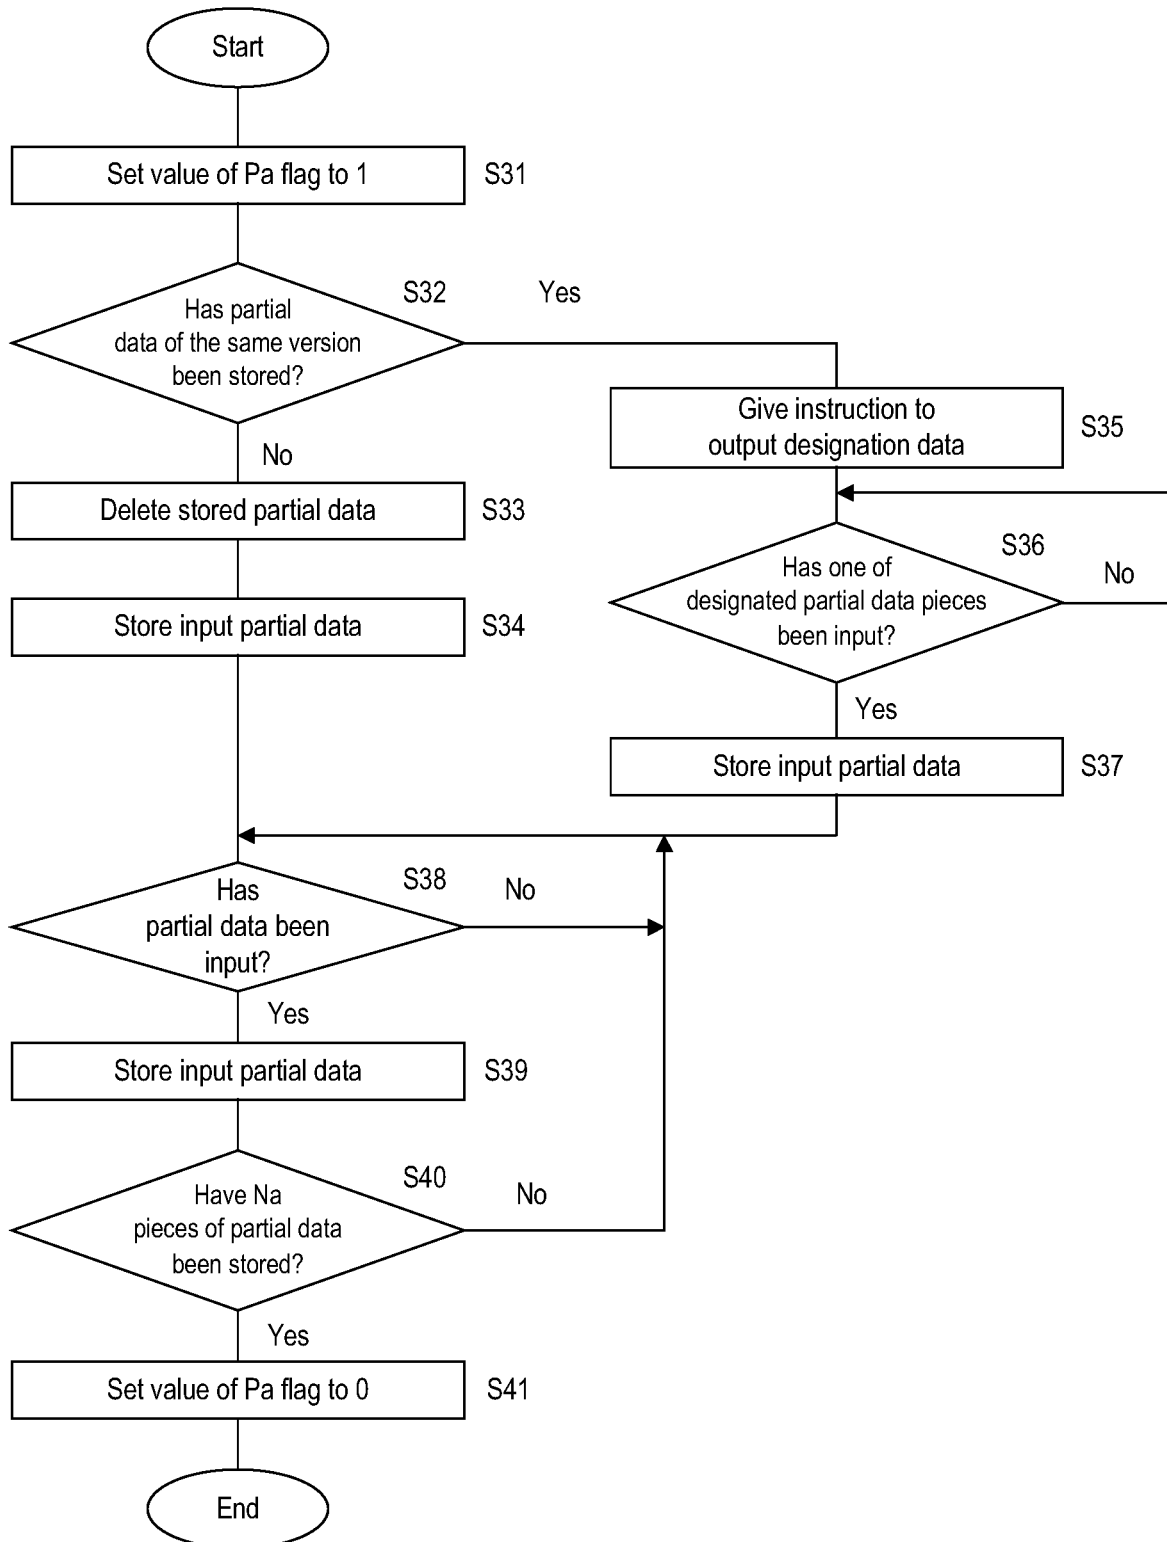 Start
Set value of Pa flag to 1
S31
Has partial
data of the same version
been stored?
S32
Yes
No
Give instruction to
output designation data
S35
Delete stored partial data
S33
Has one of
designated partial data pieces
been input?
S36
No
Store input partial data
S34
Yes
Store input partial data
S37
Has
partial data been
input?
S38
No
Yes
Store input partial data
S39
Have Na
pieces of partial data
been stored?
S40
No
Yes
Set value of Pa flag to 0
S41
End